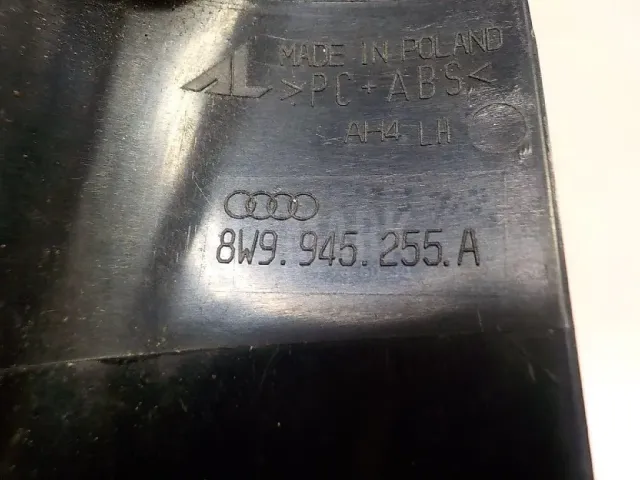 MADE IN POLAND
>PC+ABS<
AH4 LH
8W9.945.255.A